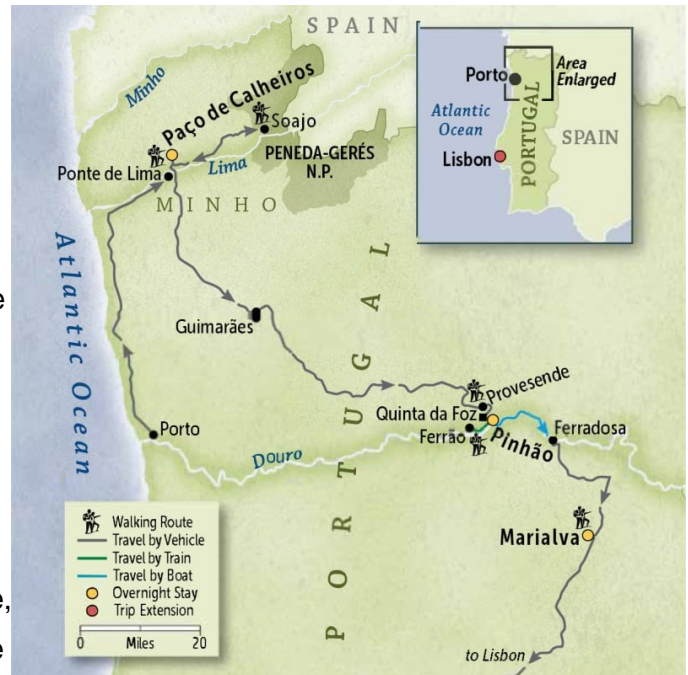 SPAIN
Minho
Paço de Calheiros
Soajo
PENEDA-GERÊS
N.P.
Ponte de Lima
Lima
MINHO
Atlantic Ocean
Guimarães
PORTUGAL
Porto
Douro
Provesende
Quinta da Foz
Ferrão
Pinhão
Ferradosa
Marialva
to Lisbon
Area
Enlarged
Porto
Atlantic
Ocean
PORTUGAL
SPAIN
Lisbon
Walking Route
Travel by Vehicle
Travel by Train
Travel by Boat
Overnight Stay
Trip Extension
0 Miles 20
e
,
e